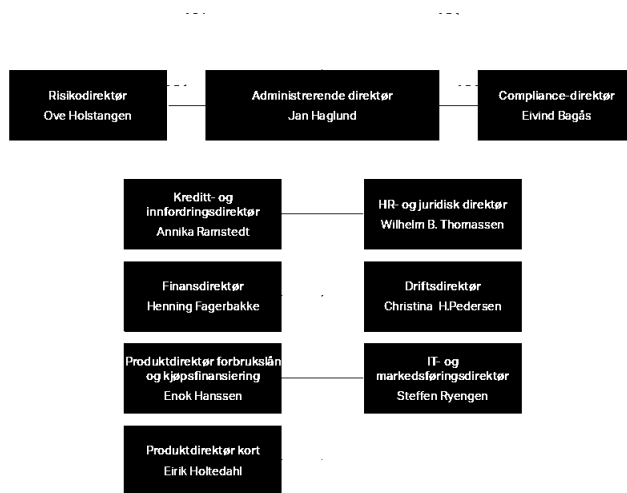 Risikodirektør
Ove Holstangen
Administrerende direktør
Jan Haglund
Compliance-direktør
Eivind Bagås
Kreditt- og
innfordringsdirektør
Annika Ramstedt
HR- og juridisk direktør
Wilhelm B. Thomassen
Finansdirektør
Henning Fagerbakke
Driftsdirektør
Christina H.Pedersen
Produktdirektør forbrukslån
og kjøpsfinansiering
Enok Hanssen
IT- og
markedsføringsdirektør
Steffen Ryengen
Produktdirektør kort
Eirik Holtedahl